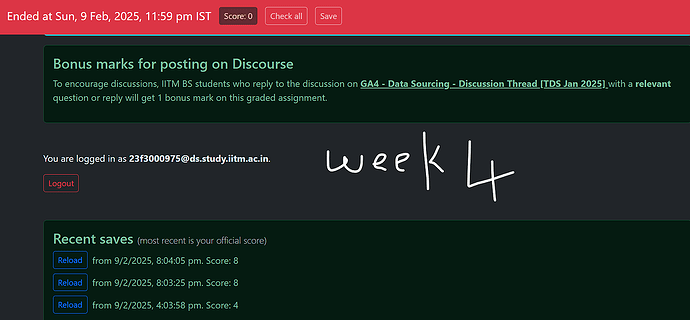 Ended at Sun, 9 Feb, 2025, 11:59 pm IST Score: 0 Check all Save
Bonus marks for posting on Discourse
To encourage discussions, IITM BS students who reply to the discussion on GA4 - Data Sourcing - Discussion Thread [TDS Jan 2025] with a relevant
question or reply will get 1 bonus mark on this graded assignment.
You are logged in as 23f3000975@ds.study.iitm.ac.in.
week 4
Logout
Recent saves (most recent is your official score)
Reload from 9/2/2025, 8:04:05 pm. Score: 8
Reload from 9/2/2025, 8:03:25 pm. Score: 8
Reload from 9/2/2025, 4:03:58 pm. Score: 4